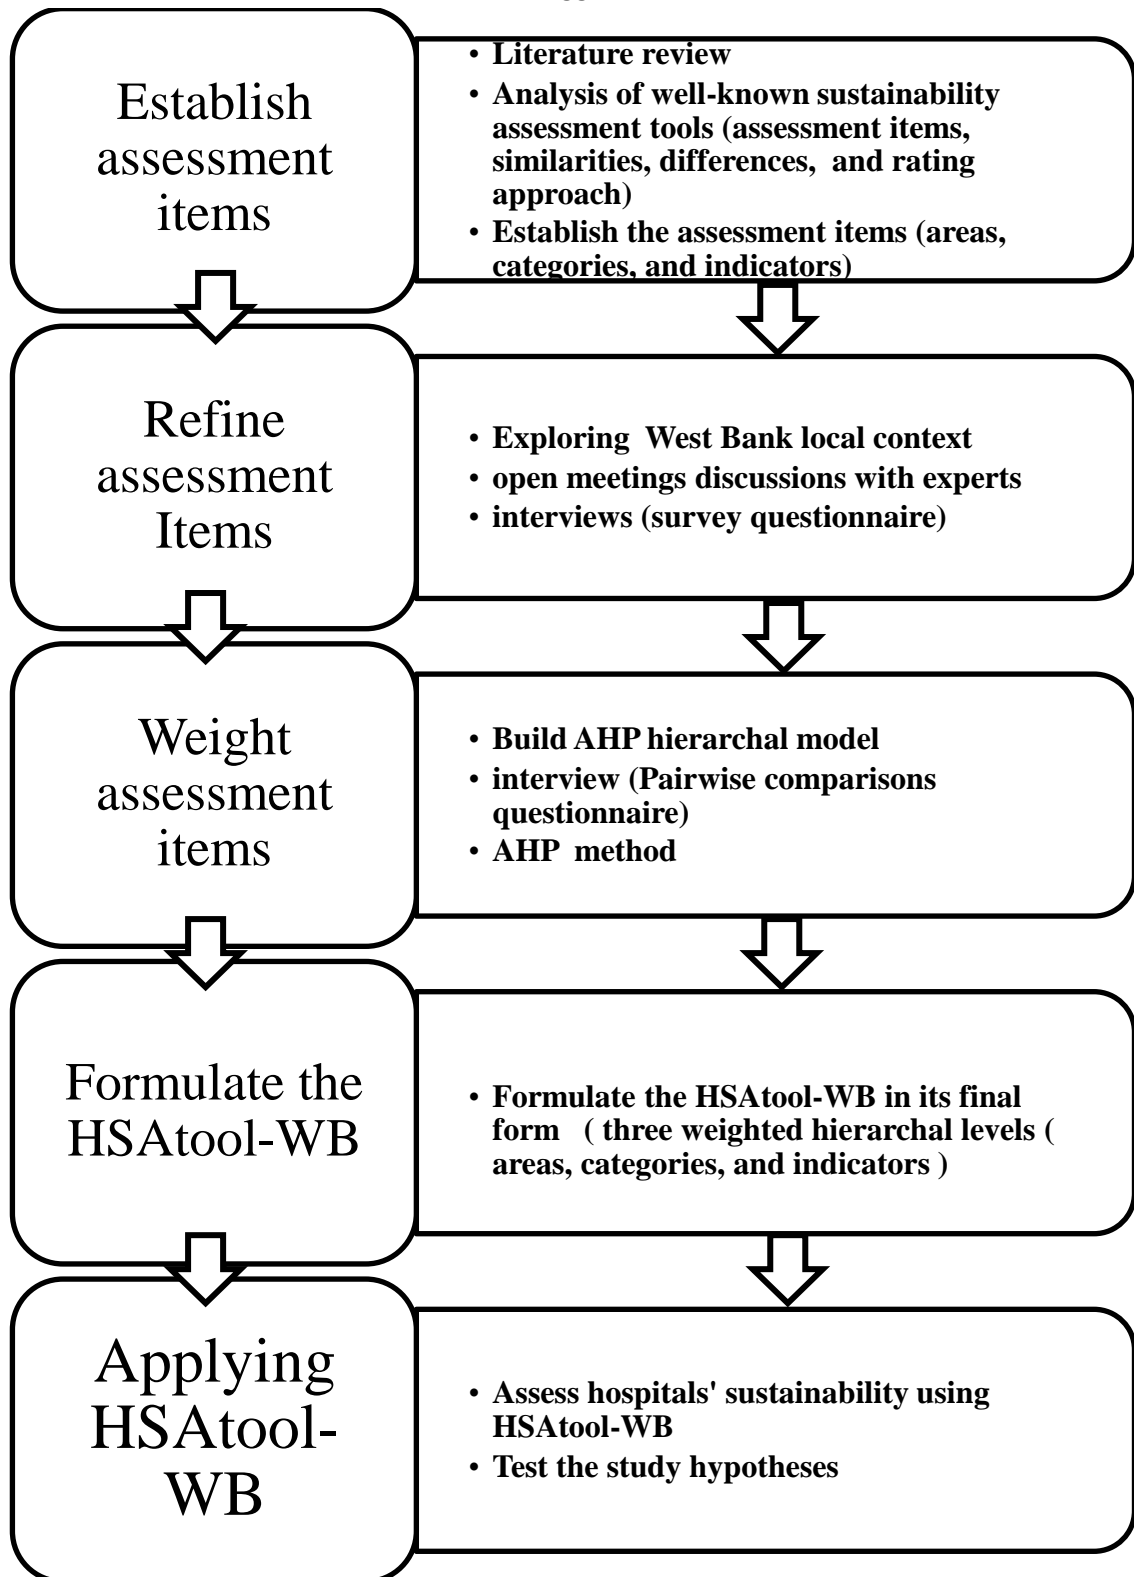 Establish
assessment
items
• Literature review
• Analysis of well-known sustainability
assessment tools (assessment items,
similarities, differences, and rating
approach)
• Establish the assessment items (areas,
categories, and indicators)
Refine
assessment
Items
• Exploring West Bank local context
• open meetings discussions with experts
• interviews (survey questionnaire)
Weight
assessment
items
• Build AHP hierarchal model
• interview (Pairwise comparisons
questionnaire)
• AHP method
Formulate the
HSAtool-WB
• Formulate the HSAtool-WB in its final
form ( three weighted hierarchal levels (
areas, categories, and indicators )
Applying
HSAtool-
WB
• Assess hospitals' sustainability using
HSAtool-WB
• Test the study hypotheses